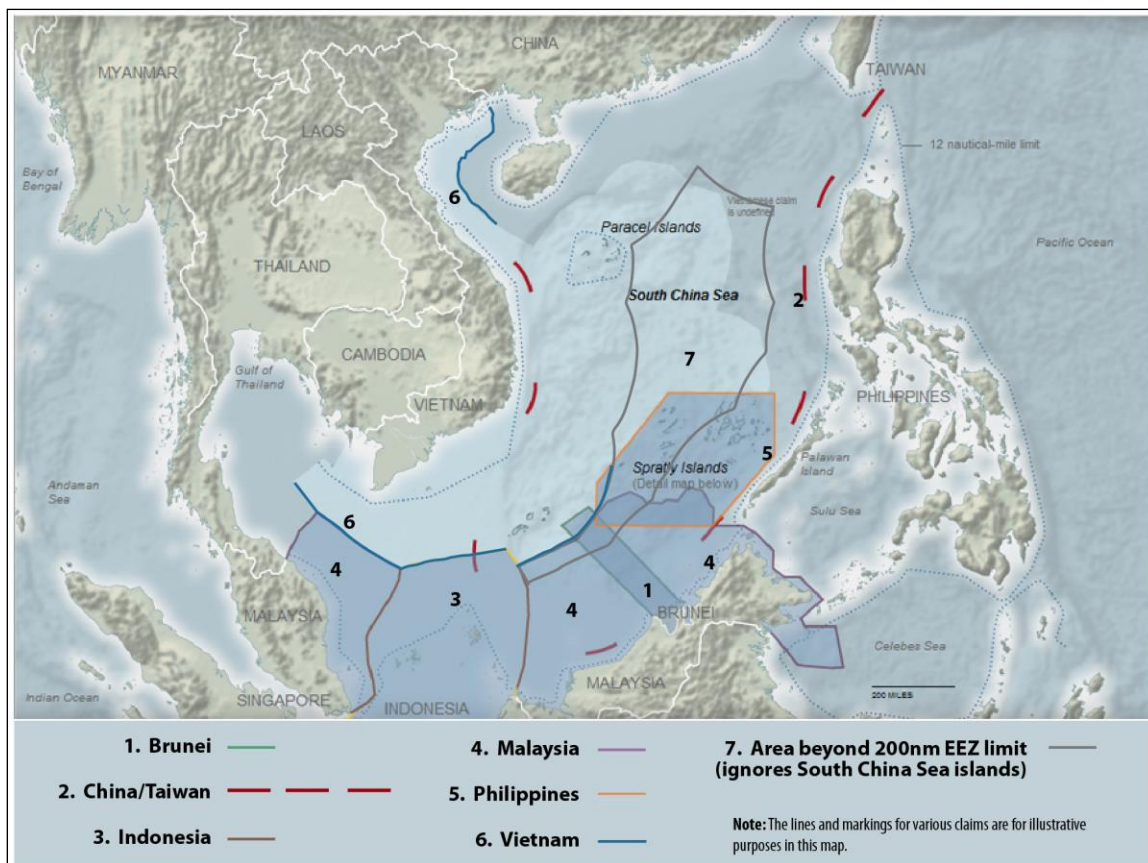 CHINA
MYANMAR
TAIWAN
LAOS
12 nautical-mile limit
Bay of
Bengal
6
Vietnamese claim
is undefined
Paracel Islands
Pacific Ocean
THAILAND
South China Sea
2
CAMBODIA
7
Gulf of
Thailand
VIETNAM
PHILIPPINES
5
Palawan
Island
Spratly Islands
(Detail map below)
Andaman
Sea
Sulu Sea
6
4
4
3
1
4
MALAYSIA
BRUNEI
Celebes Sea
MALAYSIA
200 MILES
Indian Ocean
SINGAPORE
INDONESIA
1. Brunei
2. China/Taiwan
3. Indonesia
4. Malaysia
5. Philippines
6. Vietnam
7. Area beyond 200nm EEZ limit
(ignores South China Sea islands)
Note: The lines and markings for various claims are for illustrative
purposes in this map.